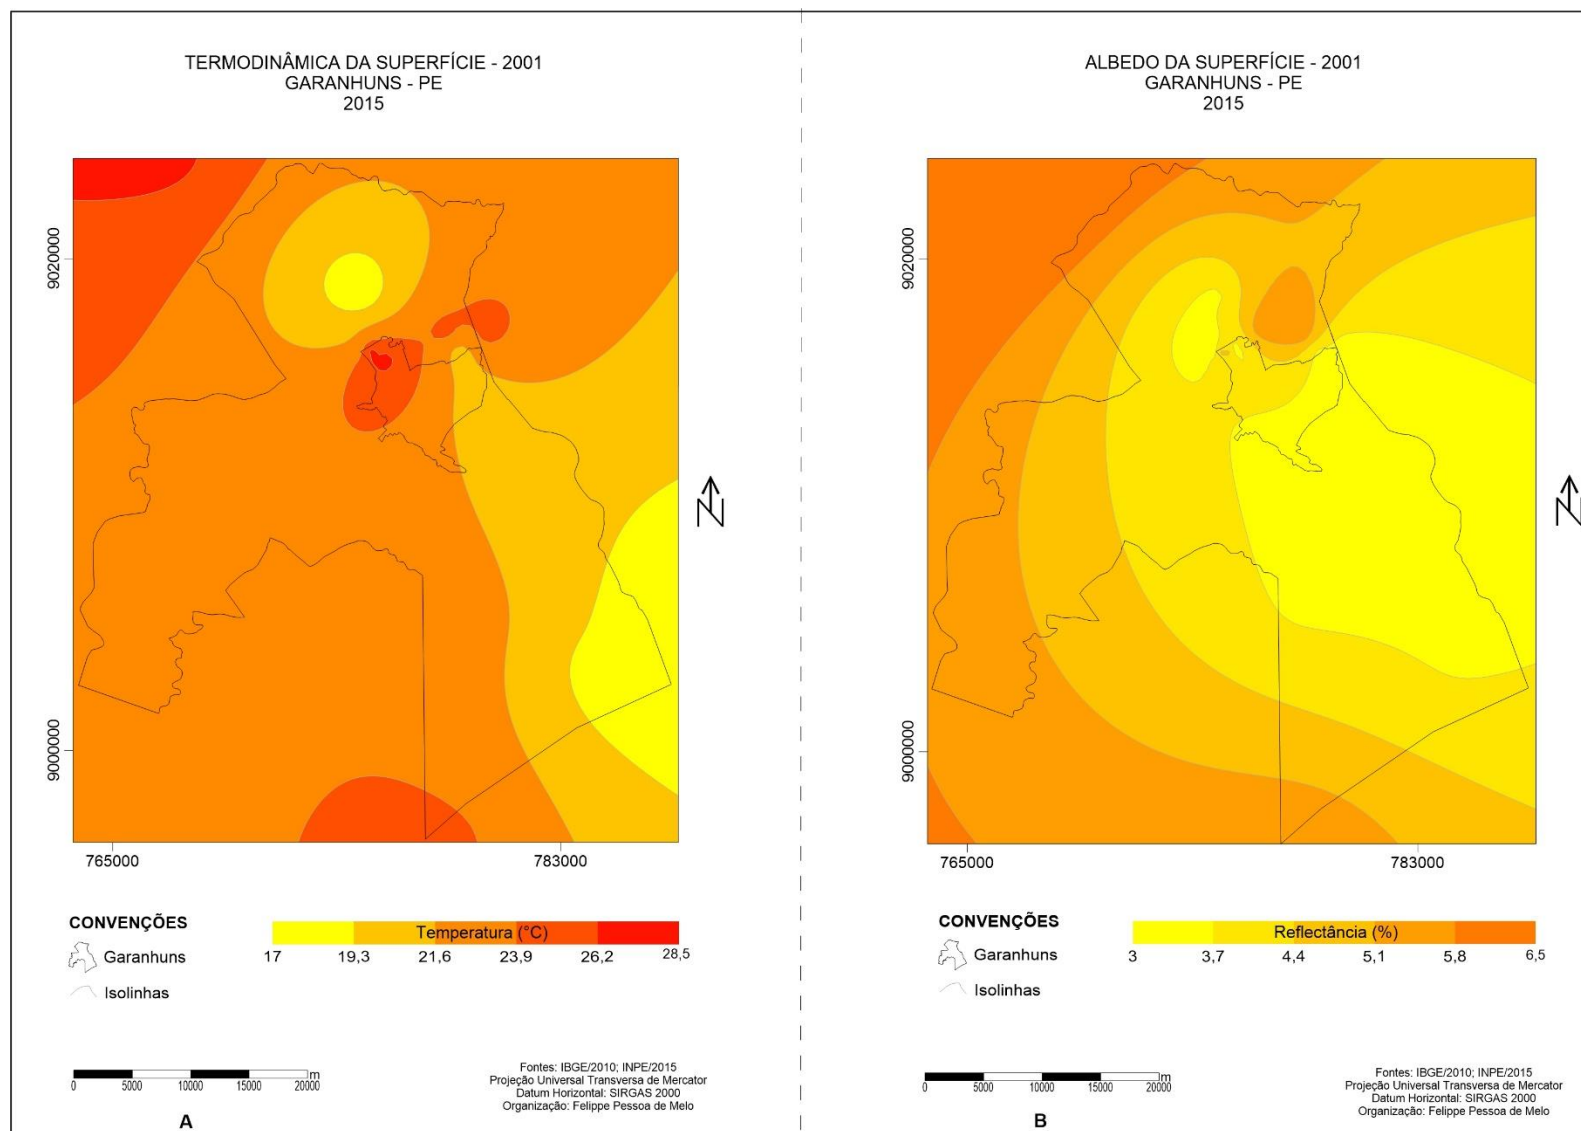 TERMODINÂMICA DA SUPERFÍCIE - 2001
GARANHUNS - PE
2015
9020000
9000000
765000
783000
N
CONVENÇÕES
Garanhuns
Isolinhas
Temperatura (°C)
17 19,3 21,6 23,9 26,2 28,5
0 5000 10000 15000 20000 m
Fontes: IBGE/2010; INPE/2015
Projeção Universal Transversa de Mercator
Datum Horizontal: SIRGAS 2000
Organização: Felippe Pessoa de Melo
A
ALBEDO DA SUPERFÍCIE - 2001
GARANHUNS - PE
2015
9020000
9000000
765000
783000
N
CONVENÇÕES
Garanhuns
Isolinhas
Reflectância (%)
3 3,7 4,4 5,1 5,8 6,5
0 5000 10000 15000 20000 m
Fontes: IBGE/2010; INPE/2015
Projeção Universal Transversa de Mercator
Datum Horizontal: SIRGAS 2000
Organização: Felippe Pessoa de Melo
B